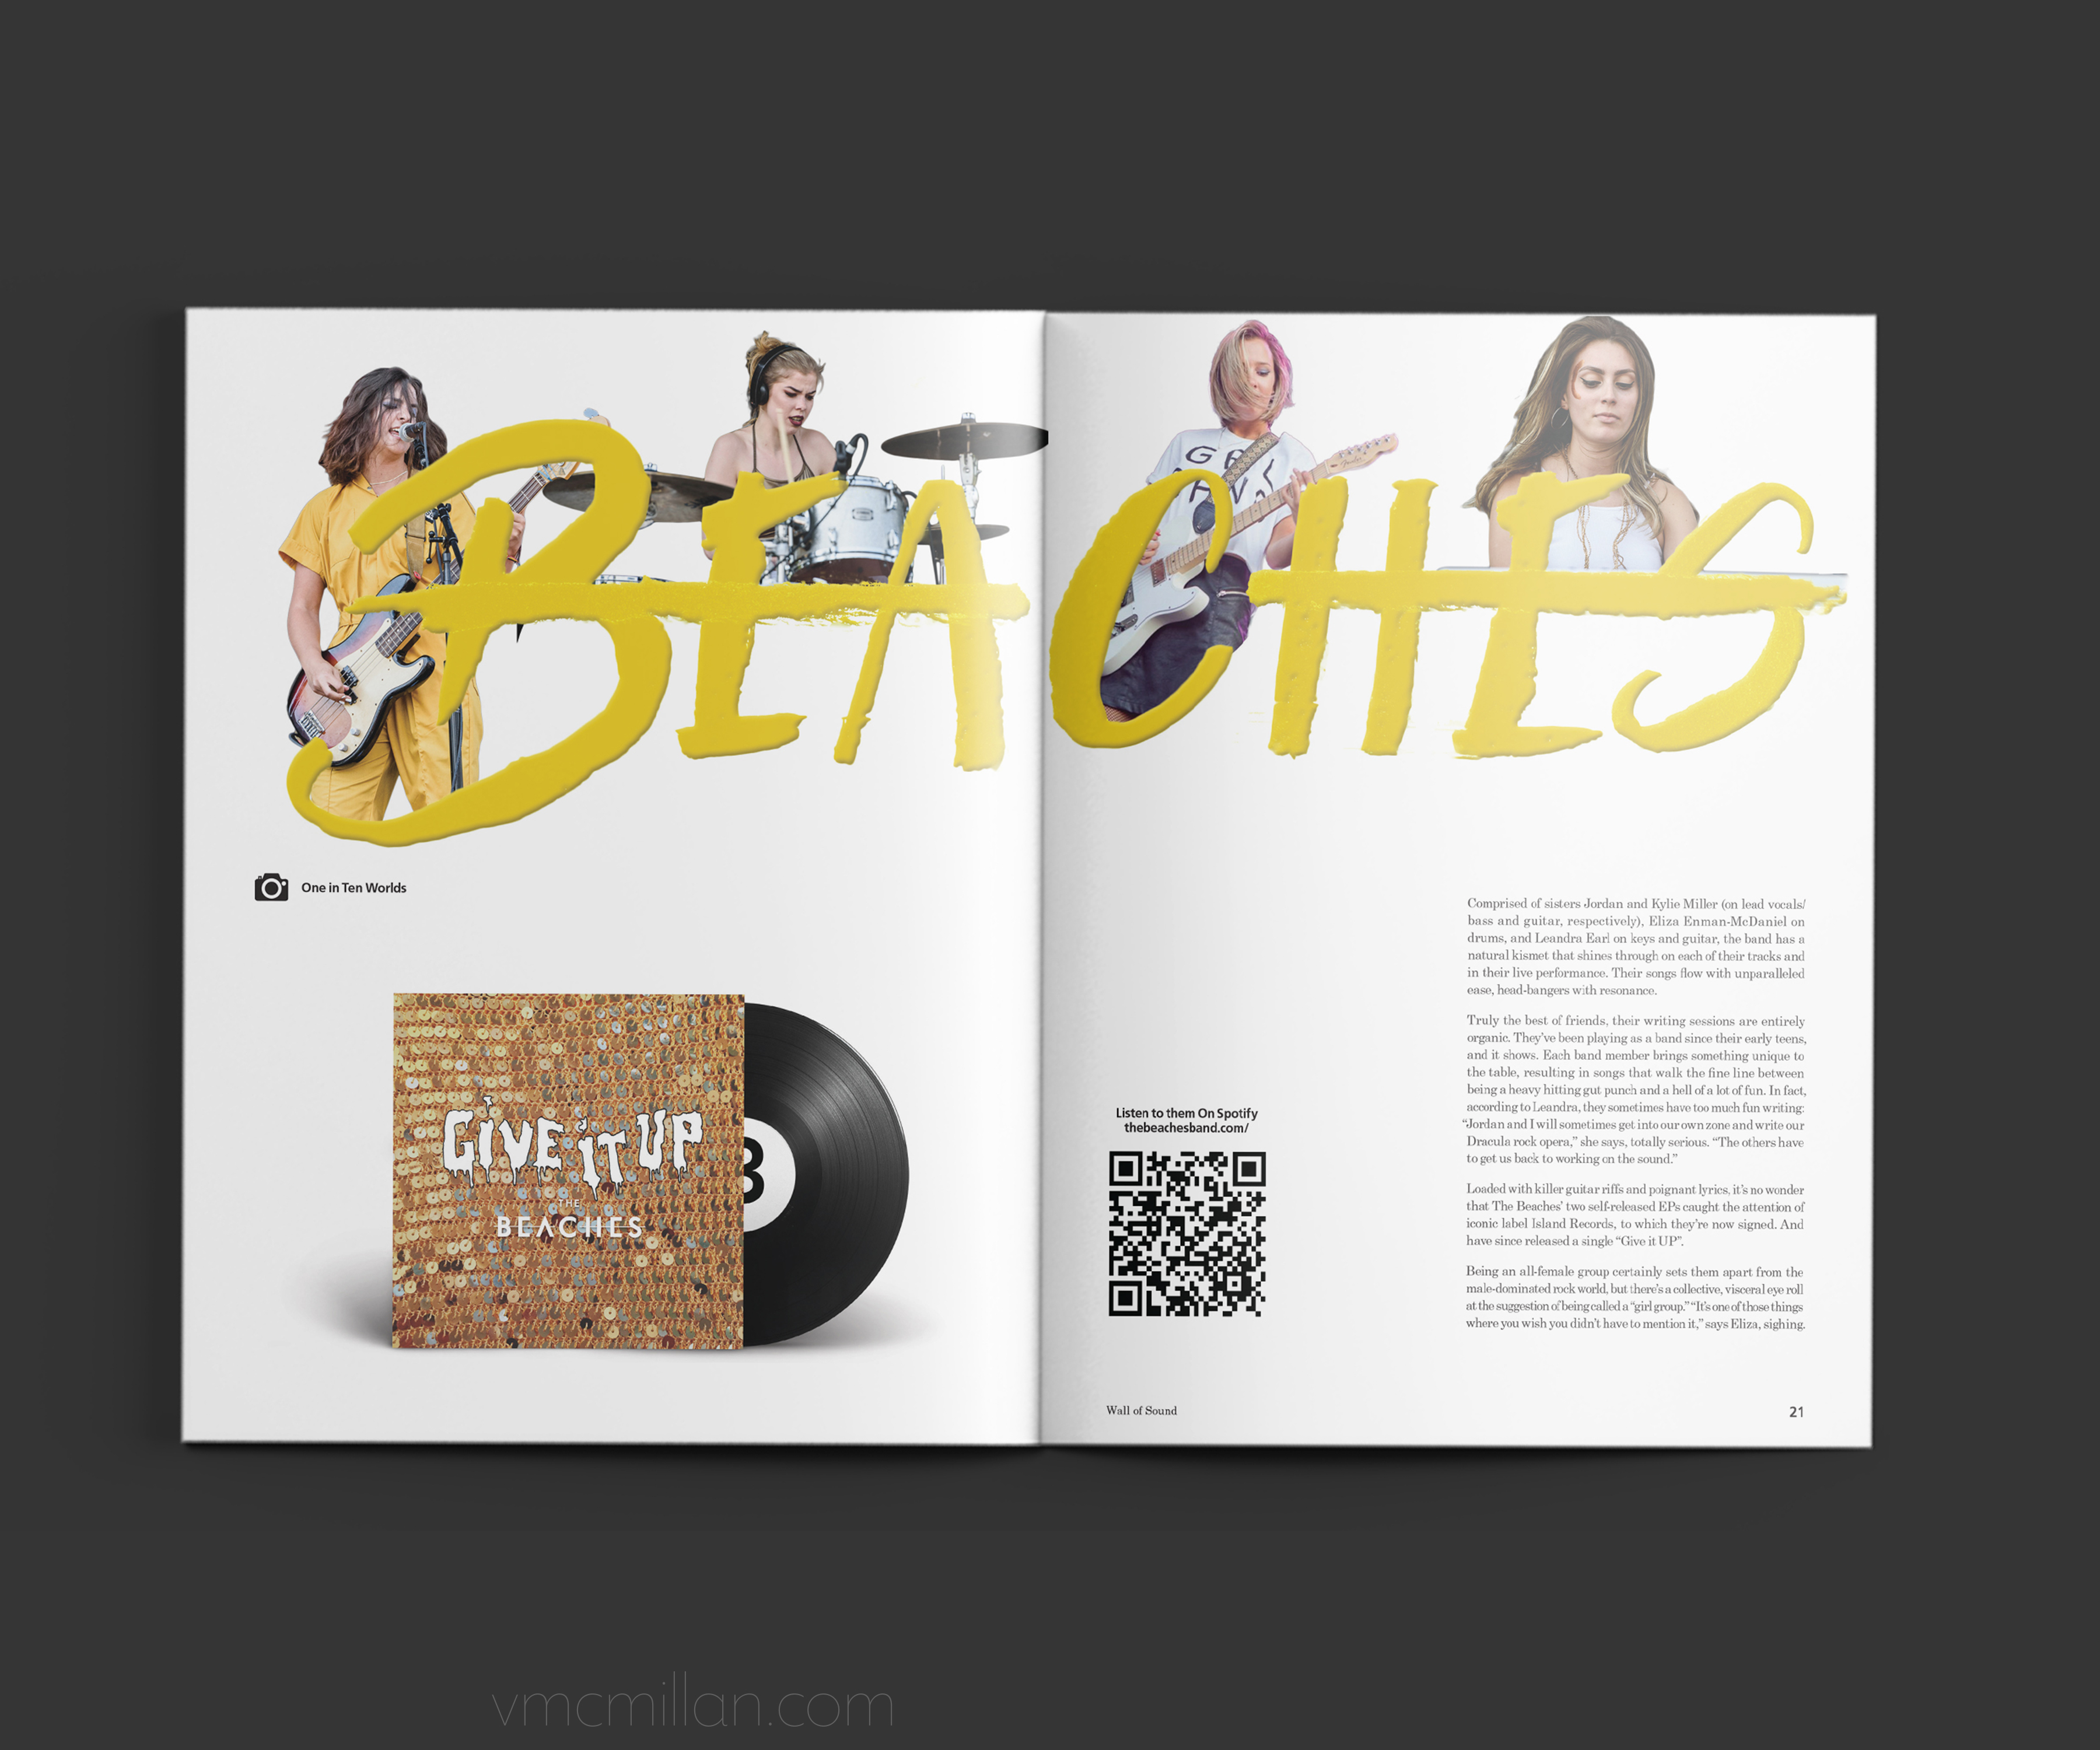 BEACHES
One in Ten Worlds
GIVE IT UP
THE
BEACHES
Comprised of sisters Jordan and Kylie Miller (on lead vocals/
bass and guitar, respectively), Eliza Enman-McDaniel on
drums, and Leandra Earl on keys and guitar, the band has a
natural kismet that shines through on each of their tracks and
in their live performance. Their songs flow with unparalleled
ease, head-bangers with resonance.
Truly the best of friends, their writing sessions are entirely
organic. They've been playing as a band since their early teens,
and it shows. Each band member brings something unique to
the table, resulting in songs that walk the fine line between
being a heavy hitting gut punch and a hell of a lot of fun. In fact,
according to Leandra, they sometimes have too much fun writing:
“Jordan and I will sometimes get into our own zone and write our
Dracula rock opera,” she says, totally serious. “The others have
to get us back to working on the sound.”
Loaded with killer guitar riffs and poignant lyrics, it's no wonder
that The Beaches' two self-released EPs caught the attention of
iconic label Island Records, to which they're now signed. And
have since released a single “Give it UP”.
Being an all-female group certainly sets them apart from the
male-dominated rock world, but there's a collective, visceral eye roll
at the suggestion of being called a “girl group.” “It's one of those things
where you wish you didn't have to mention it,” says Eliza, sighing.
Listen to them On Spotify
thebeachesband.com/
Wall of Sound
21
vmcmillan.com